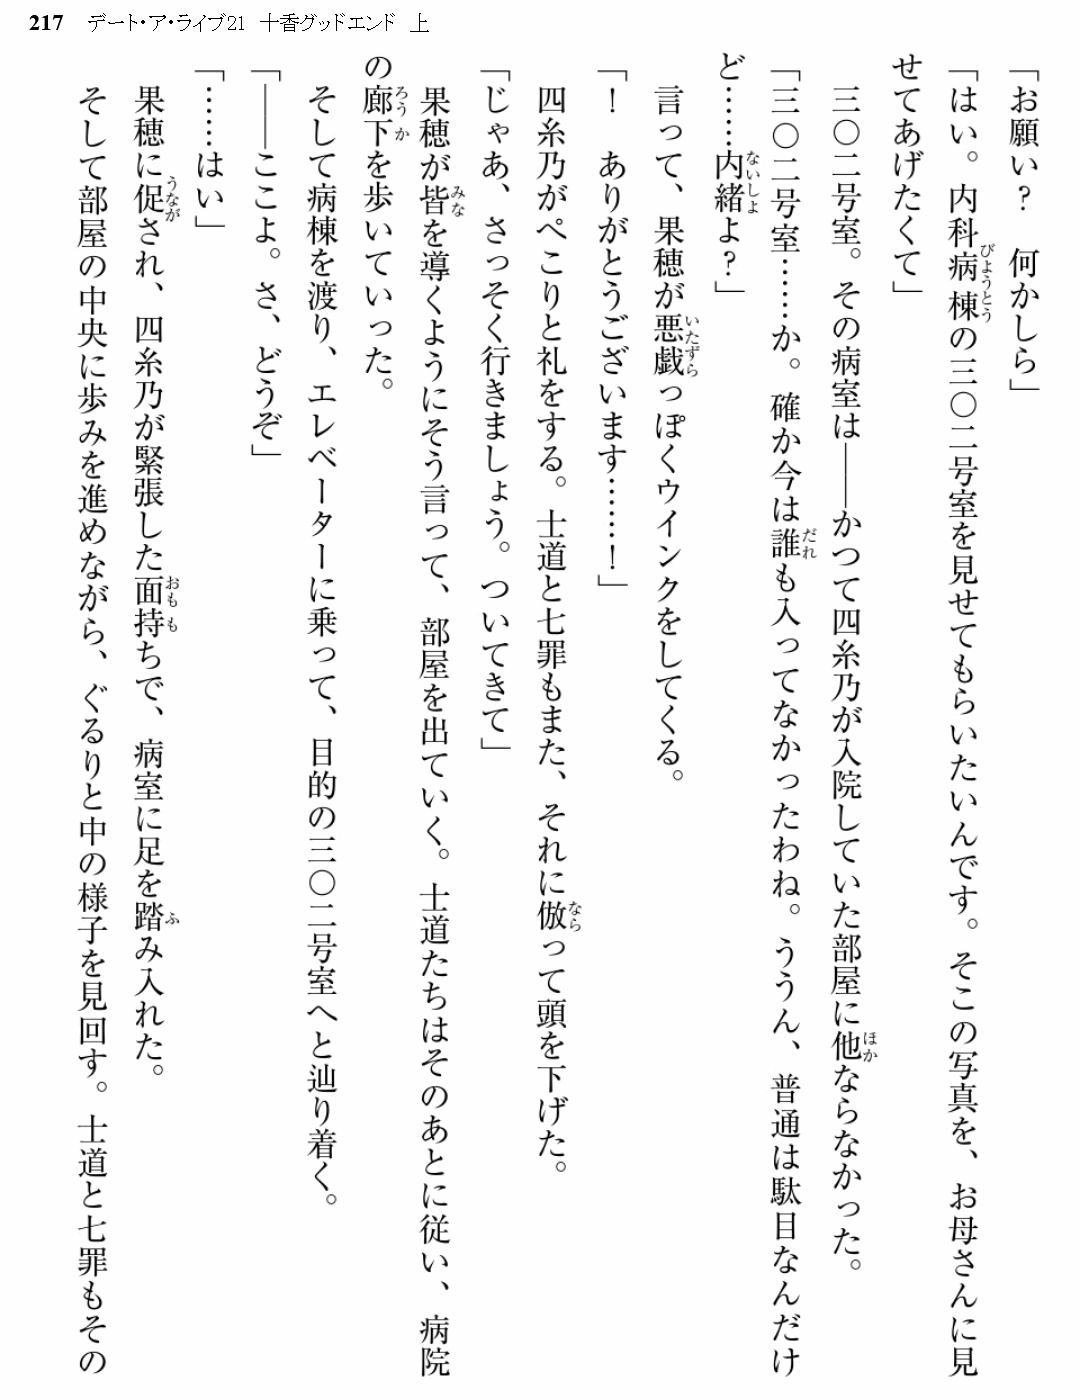 217 デート・ア・ライブ21 十香グッドエンド 上
「お願い？ 何かしら」
「はい。内科病棟の三〇二号室を見せてもらいたいんです。そこの写真を、お母さんに見
せてあげたくて」
三〇二号室。その病室は――かつて四糸乃が入院していた部屋に他ならなかった。
「三〇二号室……か。確か今は誰も入ってなかったわね。ううん、普通は駄目なんだけ
ど……内緒よ？」
言って、果穂が悪戯っぽくウインクをしてくる。
「！ ありがとうございます……！」
四糸乃がぺこりと礼をする。士道と七罪もまた、それに倣って頭を下げた。
「じゃあ、さっそく行きましょう。ついてきて」
果穂が皆を導くようにそう言って、部屋を出ていく。士道たちはそのあとに従い、病院
の廊下を歩いていった。
そして病棟を渡り、エレベーターに乗って、目的の三〇二号室へと辿り着く。
「――ここよ。さ、どうぞ」
「……はい」
果穂に促され、四糸乃が緊張した面持ちで、病室に足を踏み入れた。
そして部屋の中央に歩みを進めながら、ぐるりと中の様子を見回す。士道と七罪もその